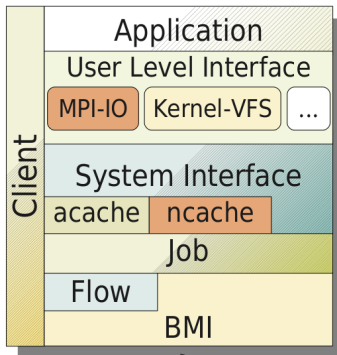 Application
User Level Interface
MPI-IO Kernel-VFS ...
Client
System Interface
acache ncache
Job
Flow
BMI